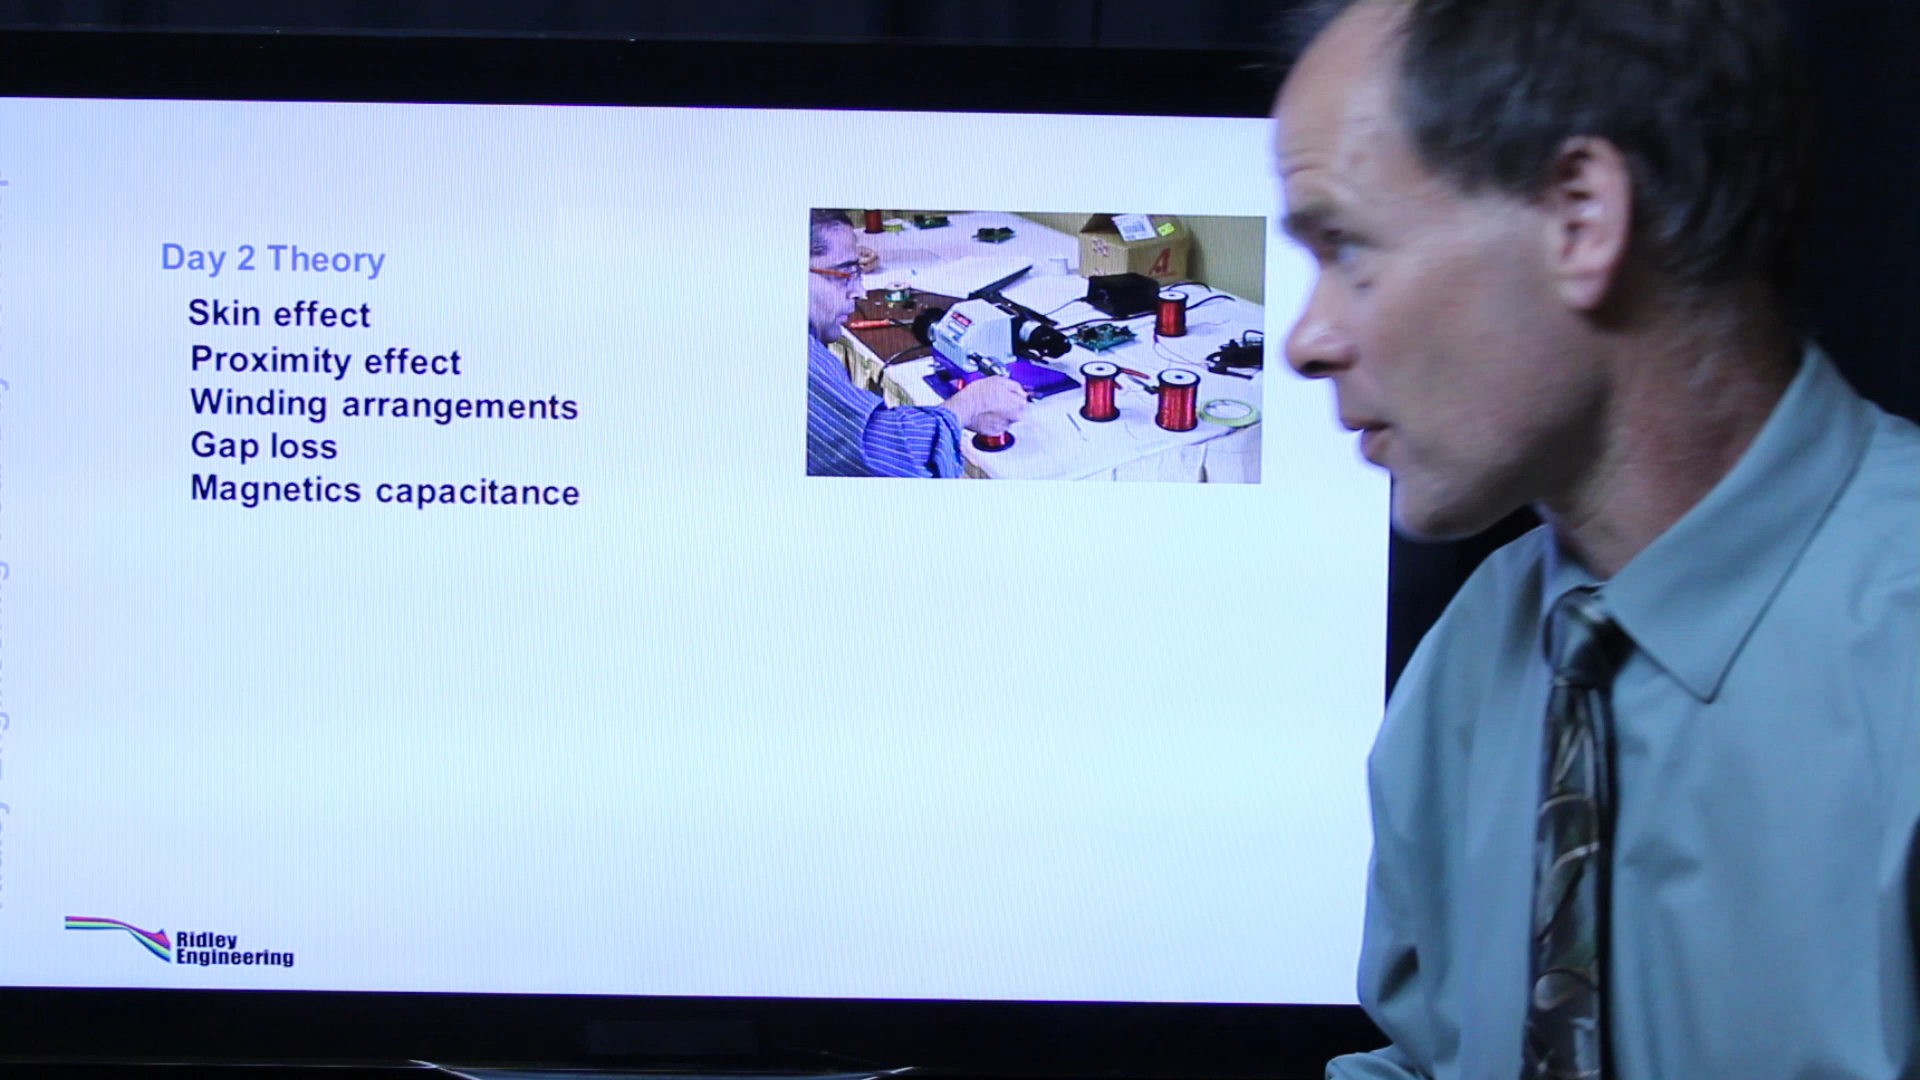 Day 2 Theory
Skin effect
Proximity effect
Winding arrangements
Gap loss
Magnetics capacitance
Ridley
Engineering